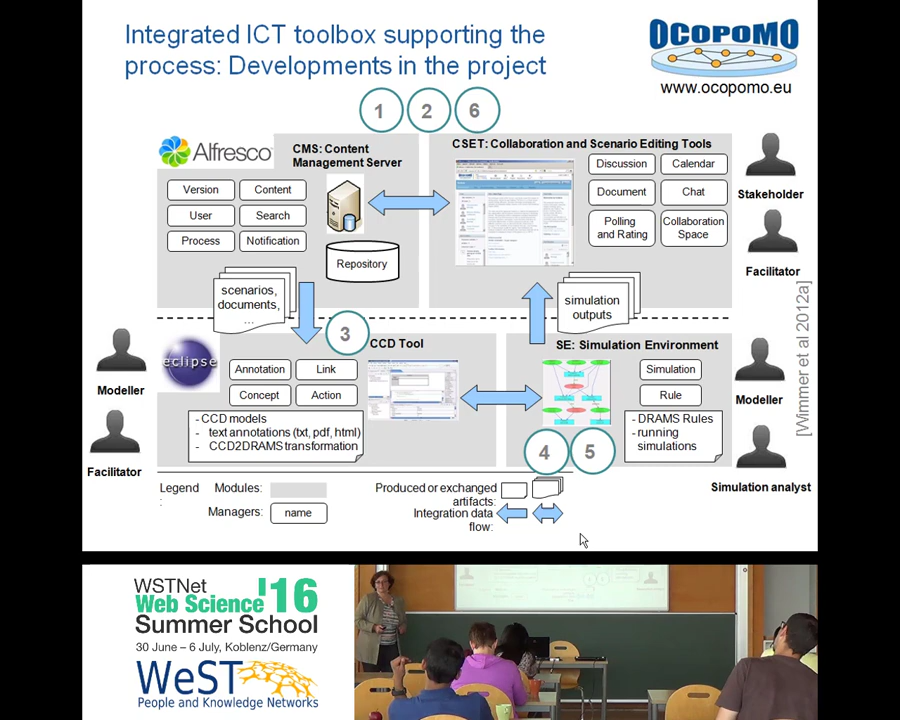 Integrated ICT toolbox supporting the
process: Developments in the project
OCOPOMO
www.ocopomo.eu
1
2
6
Alfresco
CMS: Content
Management Server
Version
Content
User
Search
Process
Notification
Repository
CSET: Collaboration and Scenario Editing Tools
Discussion
Calendar
Document
Chat
Polling
and Rating
Collaboration
Space
Stakeholder
Facilitator
scenarios,
documents,
...
simulation
outputs
[Wimmer et al 2012a]
3
Modeller
Facilitator
eclipse
CCD Tool
Annotation
Link
Concept
Action
- CCD models
- text annotations (txt, pdf, html)
- CCD2DRAMS transformation
SE: Simulation Environment
Simulation
Rule
- DRAMS Rules
- running
simulations
4
5
Modeller
Simulation analyst
Legend
:
Modules:
Managers:
name
Produced or exchanged
artifacts:
Integration data
flow:
WSTNet
Web Science '16
Summer School
30 June – 6 July, Koblenz/Germany
WeST
People and Knowledge Networks